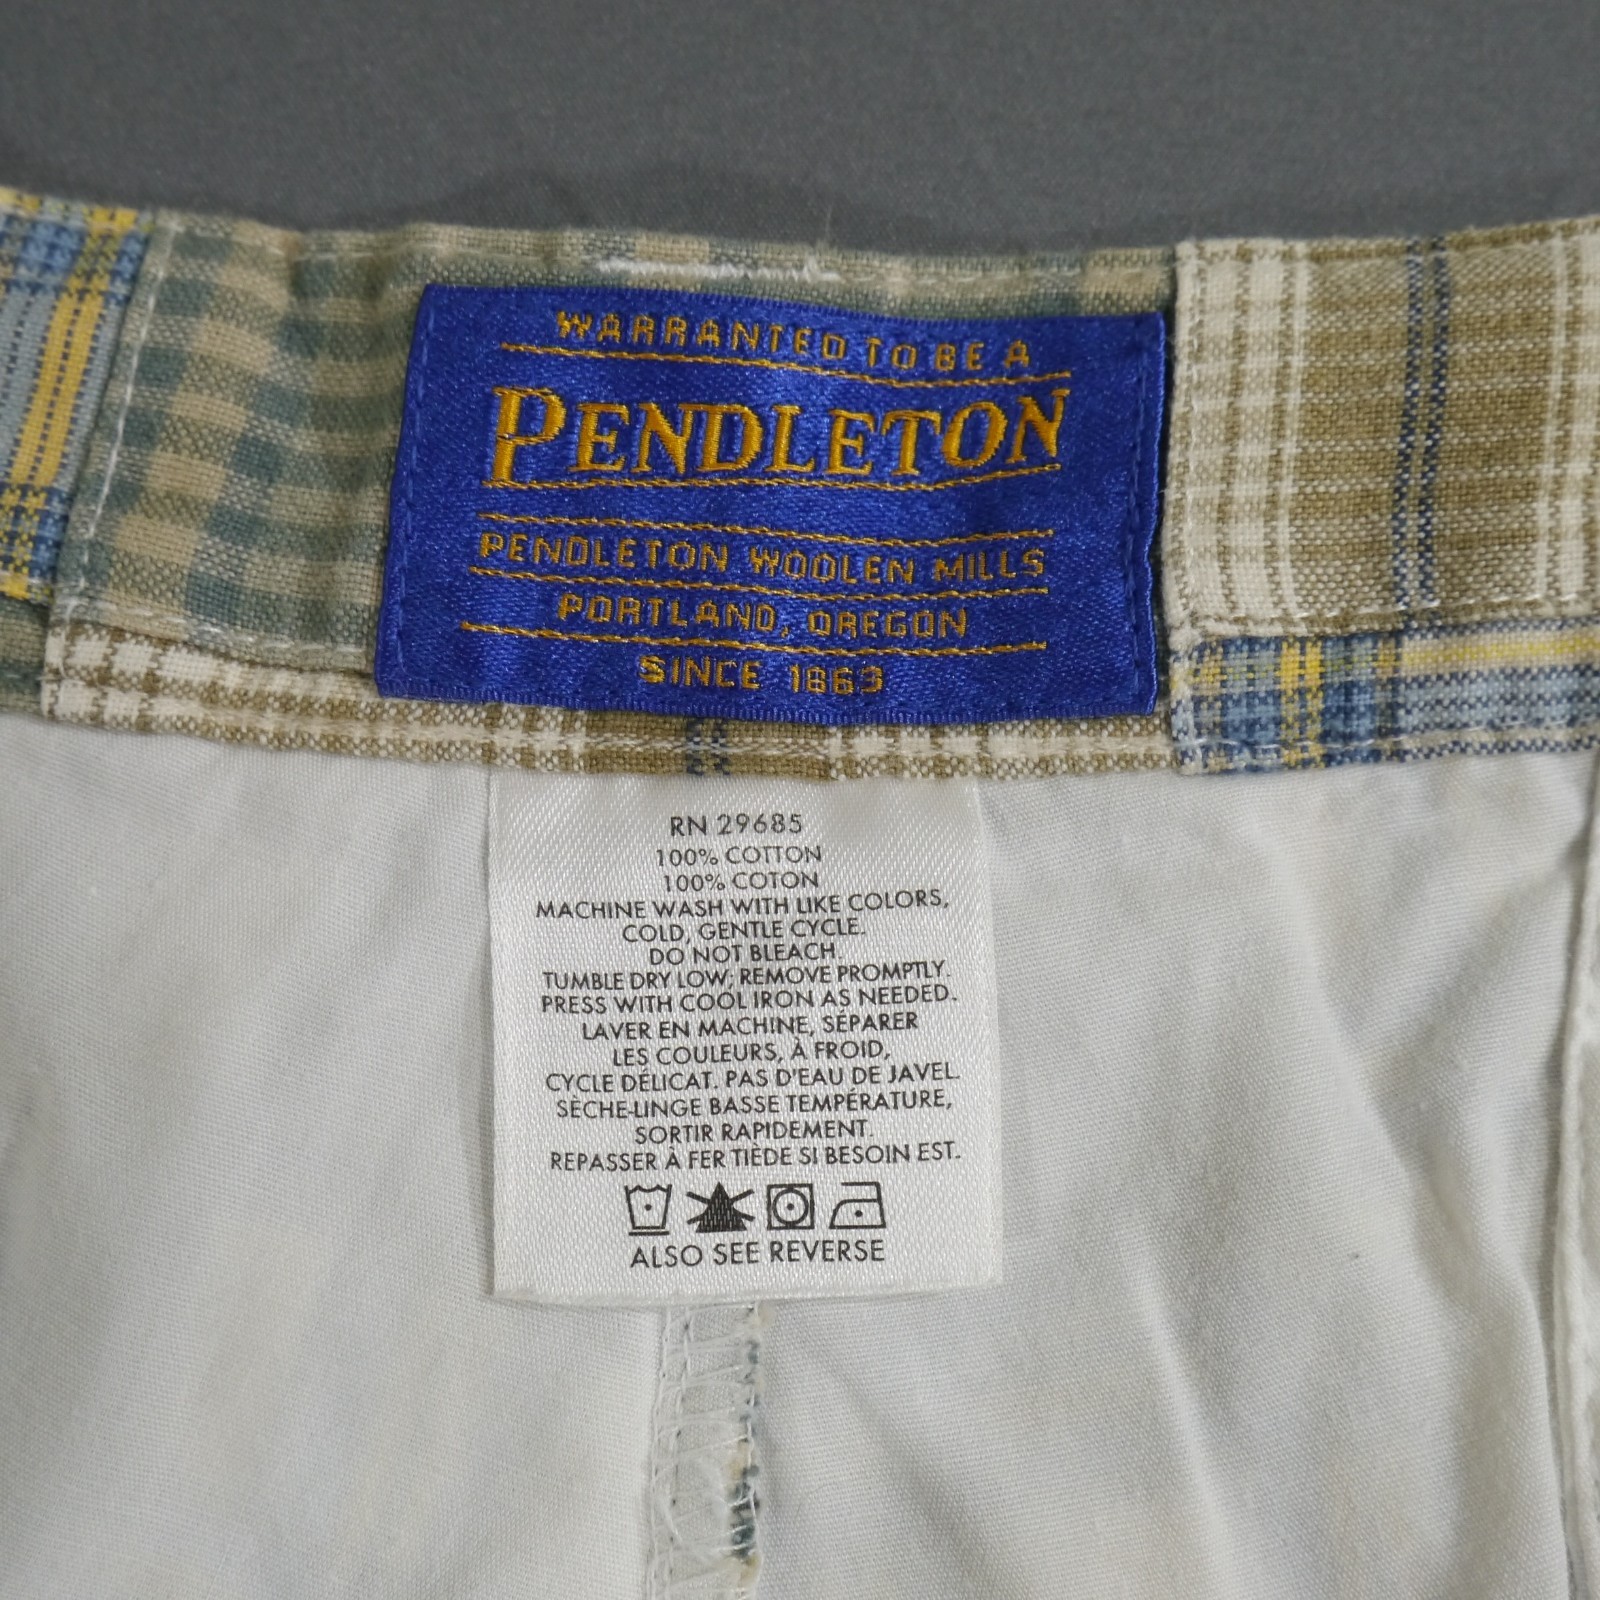 WARRANTED TO BE A
PENDLETON
PENDLETON WOOLEN MILLS
PORTLAND, OREGON
SINCE 1863
RN 29685
100% COTTON
100% COTON
MACHINE WASH WITH LIKE COLORS,
COLD, GENTLE CYCLE.
DO NOT BLEACH.
TUMBLE DRY LOW; REMOVE PROMPTLY.
PRESS WITH COOL IRON AS NEEDED.
LAVER EN MACHINE, SÉPARER
LES COULEURS, À FROID,
CYCLE DÉLICAT. PAS D'EAU DE JAVEL.
SÈCHE-LINGE BASSE TEMPÉRATURE,
SORTIR RAPIDEMENT.
REPASSER À FER TIÈDE SI BESOIN EST.
ALSO SEE REVERSE